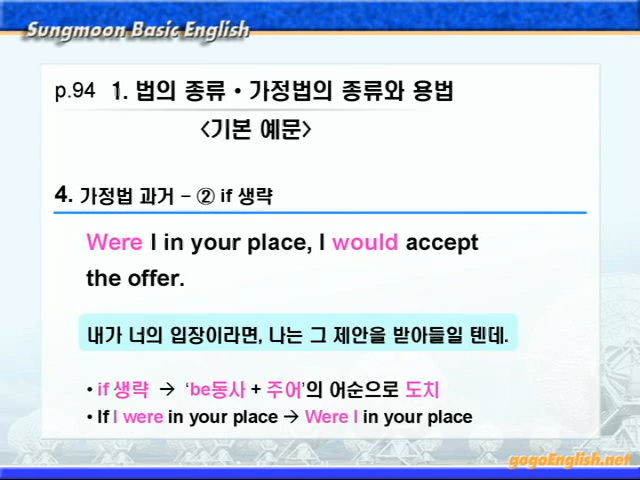 Sungmoon Basic English
p.94 1. 법의 종류 • 가정법의 종류와 용법
<기본 예문>
4. 가정법 과거 - ② if 생략
Were I in your place, I would accept
the offer.
내가 너의 입장이라면, 나는 그 제안을 받아들일 텐데.
• if 생략 → ‘be동사 + 주어’의 어순으로 도치
• If I were in your place → Were I in your place
gogoEnglish.net